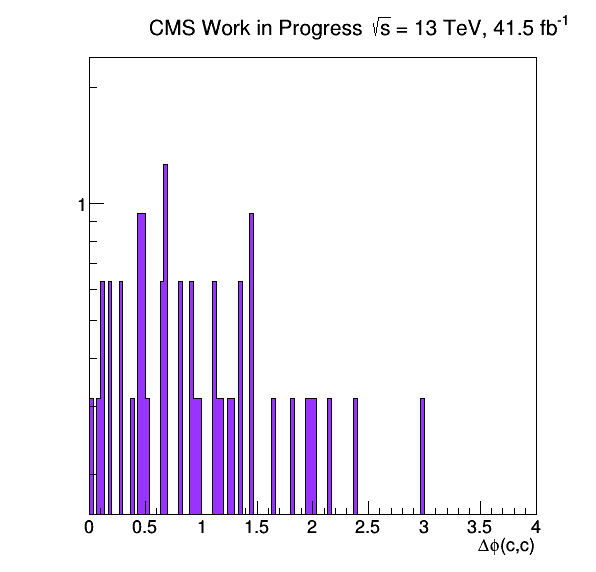 CMS Work in Progress √s = 13 TeV, 41.5 fb⁻¹
1
0 0.5 1 1.5 2 2.5 3 3.5 4
Δϕ(c,c)